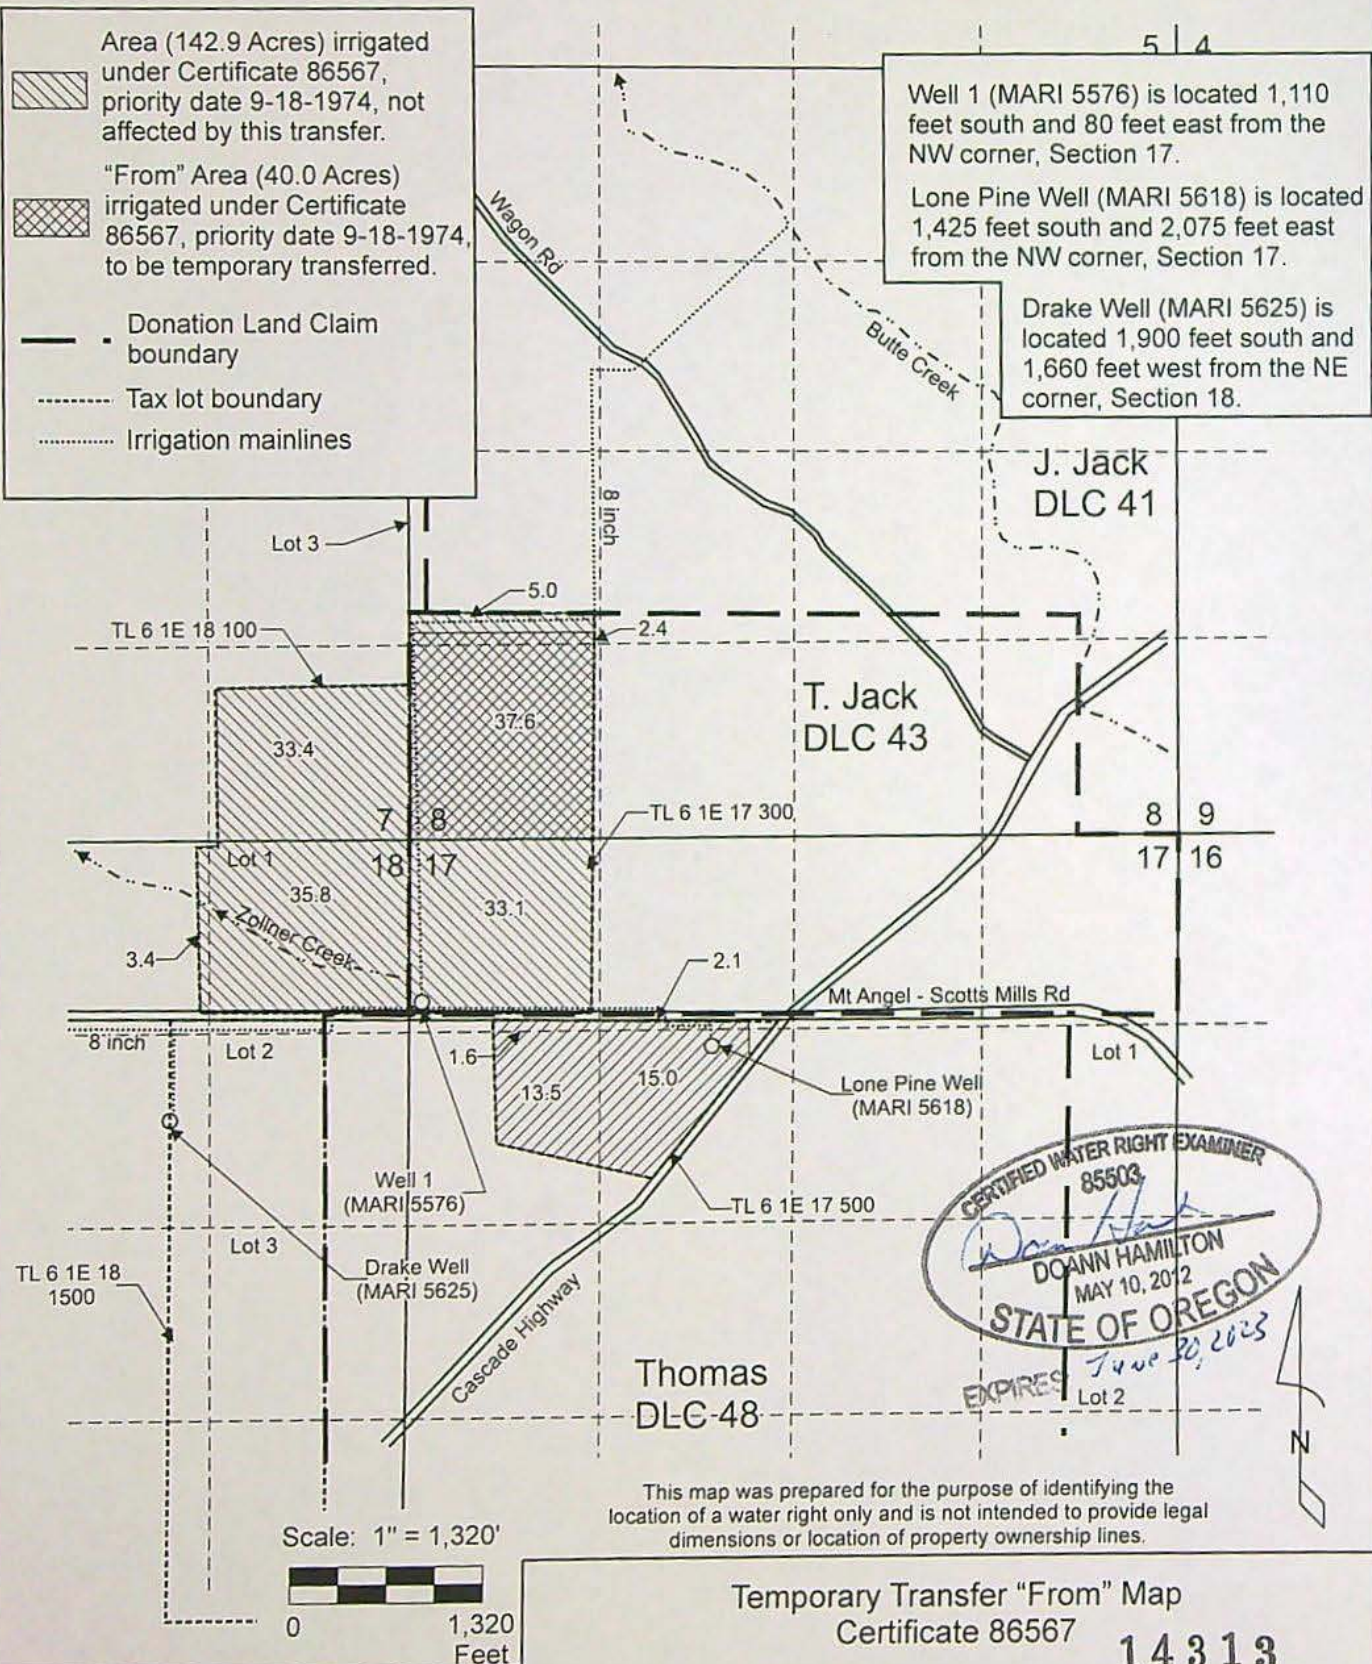 Area (142.9 Acres) irrigated
under Certificate 86567,
priority date 9-18-1974, not
affected by this transfer.
"From" Area (40.0 Acres)
irrigated under Certificate
86567, priority date 9-18-1974,
to be temporary transferred.
Donation Land Claim
boundary
Tax lot boundary
Irrigation mainlines
5 4
Well 1 (MARI 5576) is located 1,110
feet south and 80 feet east from the
NW corner, Section 17.
Lone Pine Well (MARI 5618) is located
1,425 feet south and 2,075 feet east
from the NW corner, Section 17.
Drake Well (MARI 5625) is
located 1,900 feet south and
1,660 feet west from the NE
corner, Section 18.
Wagon Rd
Butte Creek
J. Jack
DLC 41
8 inch
Lot 3
5.0
TL 6 1E 18 100
2.4
T. Jack
DLC 43
37.6
33.4
7 8
TL 6 1E 17 300
8 9
Lot 1
18 17
17 16
35.8
33.1
Zollner Creek
3.4
2.1
Mt Angel - Scotts Mills Rd
8 inch
Lot 2
1.6
13.5
15.0
Lot 1
Lone Pine Well
(MARI 5618)
Well 1
(MARI 5576)
TL 6 1E 17 500
Lot 3
Drake Well
(MARI 5625)
TL 6 1E 18
1500
Cascade Highway
CERTIFIED WATER RIGHT EXAMINER
85503
Doann Hamilton
DOANN HAMILTON
MAY 10, 2012
STATE OF OREGON
EXPIRES June 30, 2023
Thomas
DLC 48
Lot 2
N
This map was prepared for the purpose of identifying the
location of a water right only and is not intended to provide legal
dimensions or location of property ownership lines.
Scale: 1" = 1,320'
0 1,320
Feet
Temporary Transfer "From" Map
Certificate 86567
14313